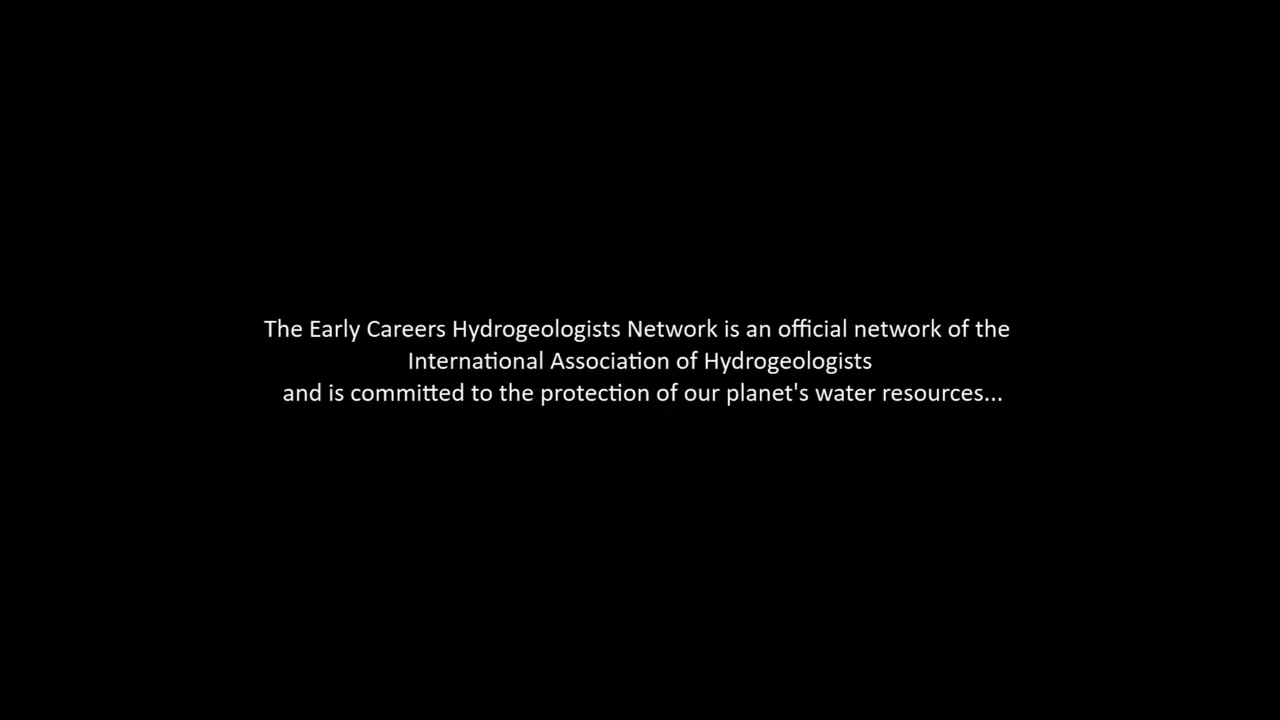 The Early Careers Hydrogeologists Network is an official network of the
International Association of Hydrogeologists
and is committed to the protection of our planet's water resources...